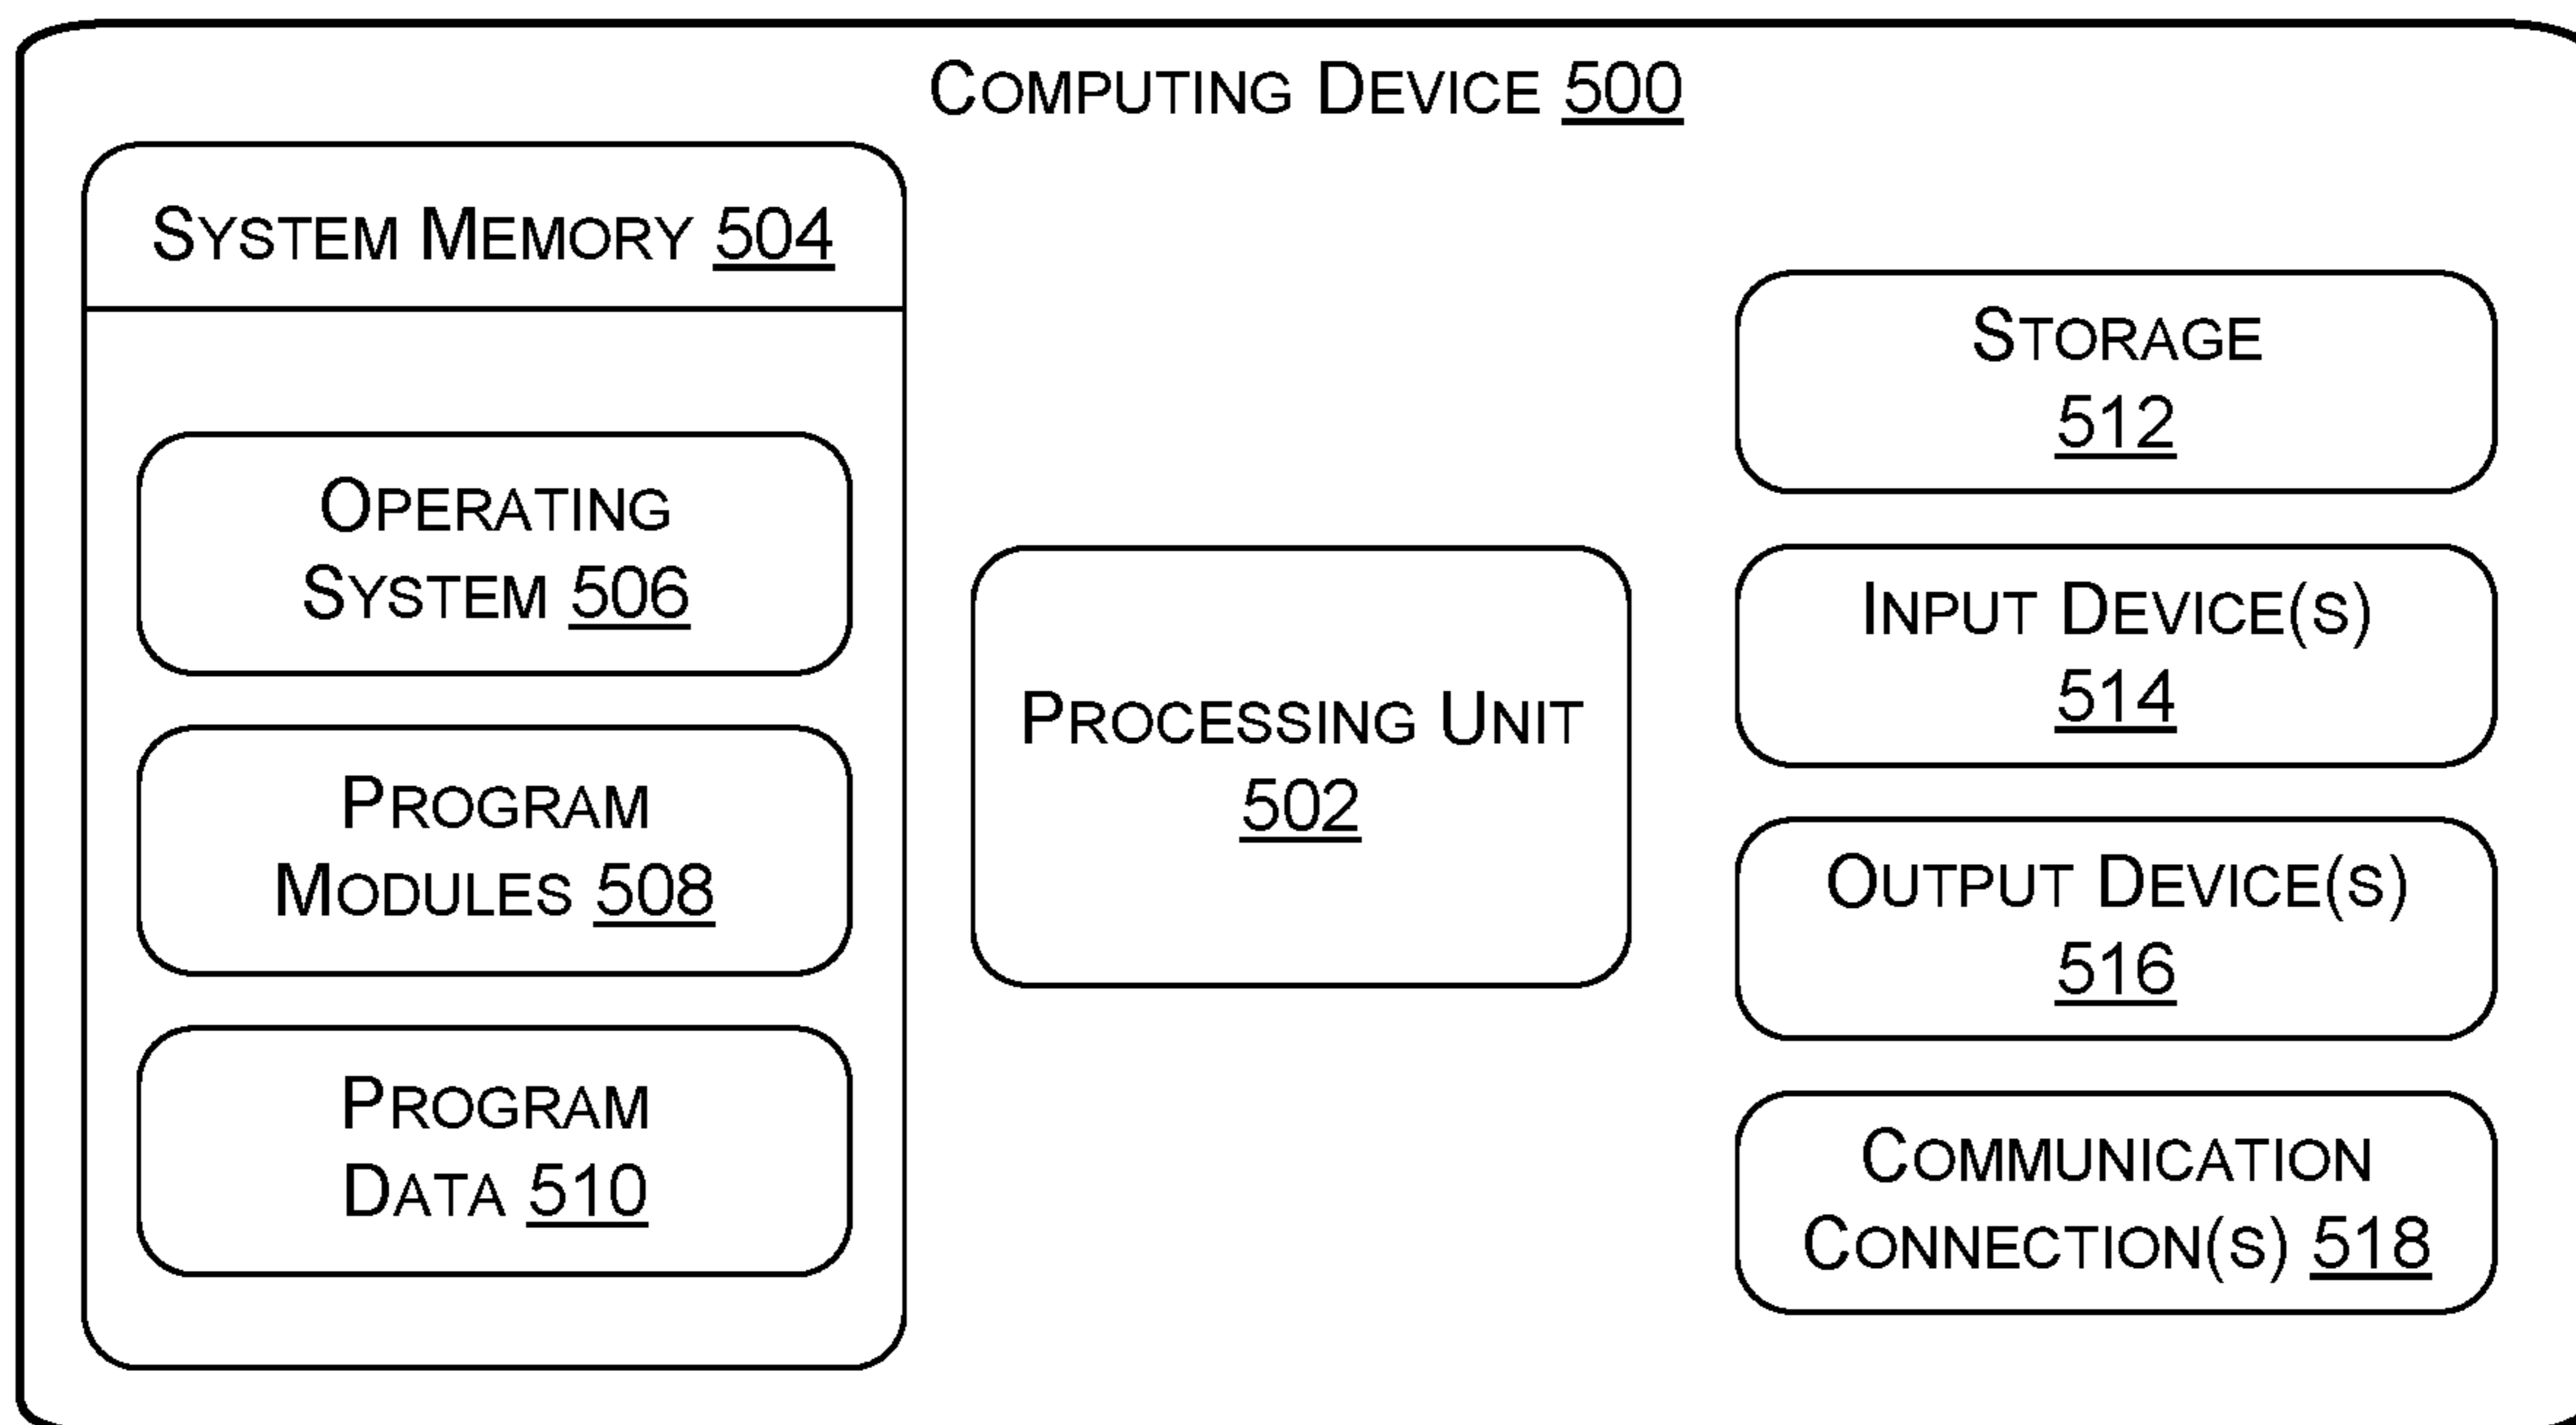 COMPUTING DEVICE 500
SYSTEM MEMORY 504
OPERATING
SYSTEM 506
PROGRAM
MODULES 508
PROGRAM
DATA 510
PROCESSING UNIT
502
STORAGE
512
INPUT DEVICE(S)
514
OUTPUT DEVICE(S)
516
COMMUNICATION
CONNECTION(S) 518